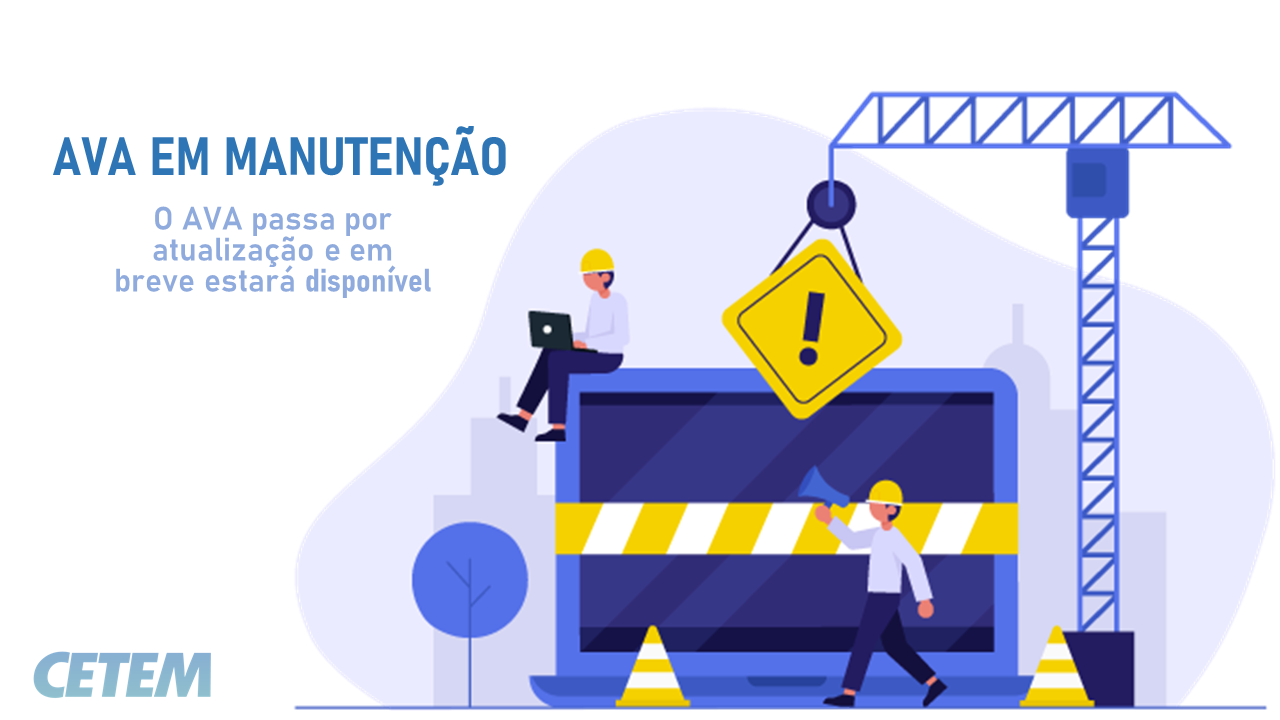 AVA EM MANUTENÇÃO
O AVA passa por
atualização e em
breve estará disponível
!
CETEM